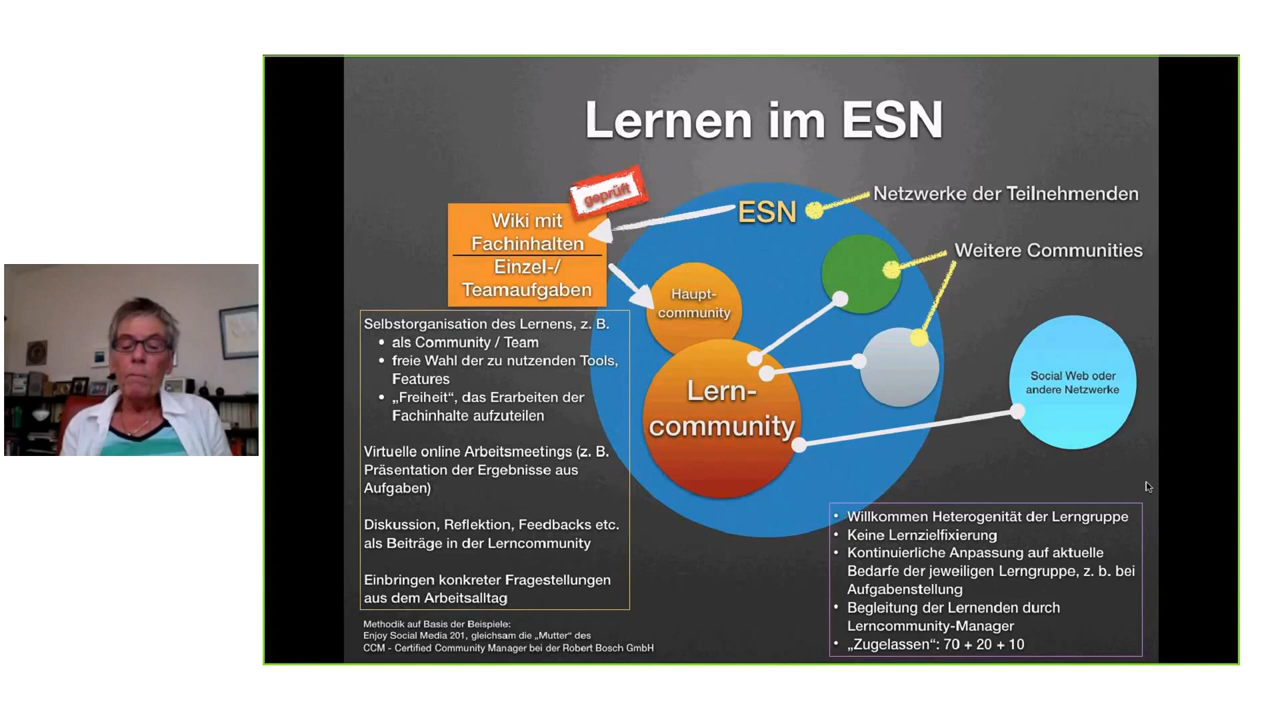 Lernen im ESN
geprüft
Wiki mit
Fachinhalten
Einzel-/
Teamaufgaben
ESN
Netzwerke der Teilnehmenden
Weitere Communities
Haupt-
community
Lern-
community
Social Web oder
andere Netzwerke
Selbstorganisation des Lernens, z. B.
• als Community / Team
• freie Wahl der zu nutzenden Tools,
Features
• „Freiheit“, das Erarbeiten der
Fachinhalte aufzuteilen
Virtuelle online Arbeitsmeetings (z. B.
Präsentation der Ergebnisse aus
Aufgaben)
Diskussion, Reflektion, Feedbacks etc.
als Beiträge in der Lerncommunity
Einbringen konkreter Fragestellungen
aus dem Arbeitsalltag
Methodik auf Basis der Beispiele:
Enjoy Social Media 201, gleichsam die „Mutter“ des
CCM - Certified Community Manager bei der Robert Bosch GmbH
• Willkommen Heterogenität der Lerngruppe
• Keine Lernzielfixierung
• Kontinuierliche Anpassung auf aktuelle
Bedarfe der jeweiligen Lerngruppe, z. b. bei
Aufgabenstellung
• Begleitung der Lernenden durch
Lerncommunity-Manager
• „Zugelassen“: 70 + 20 + 10